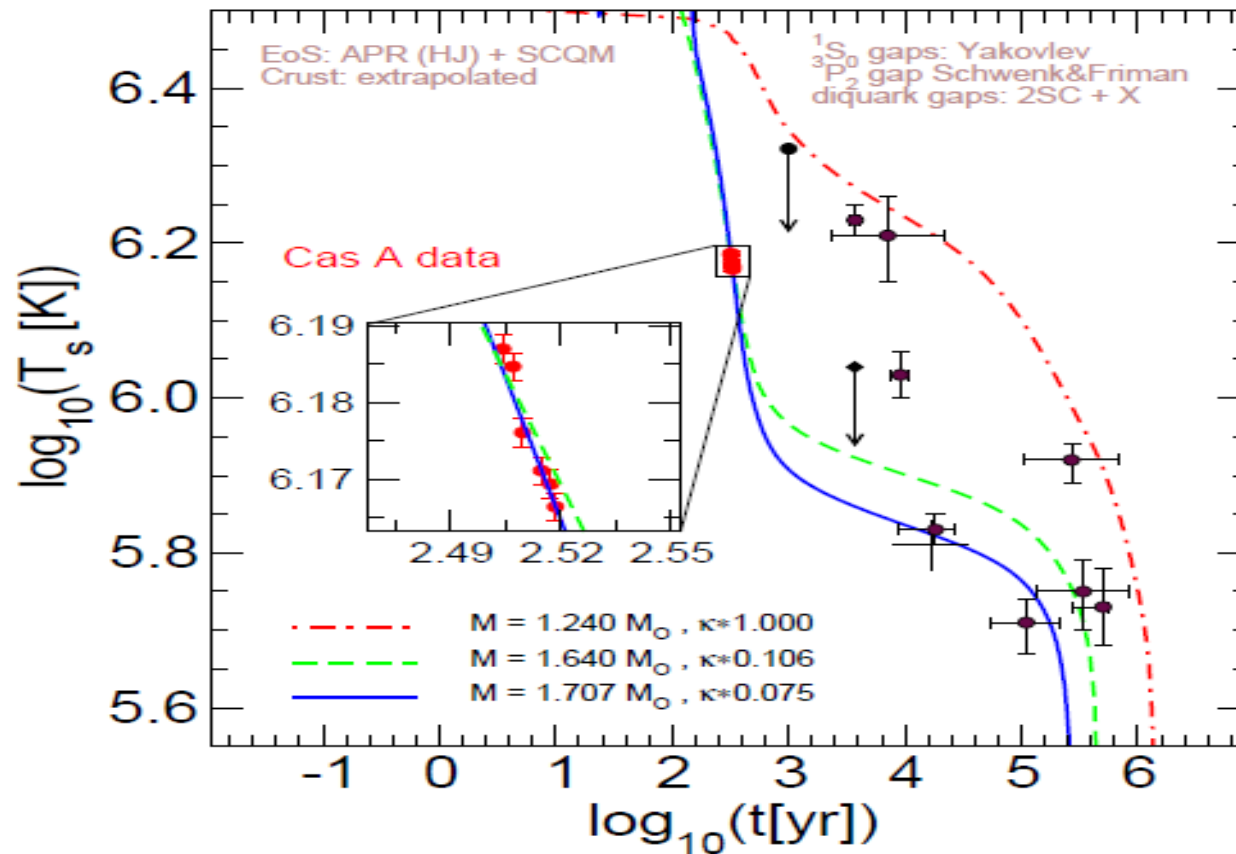 EoS: APR (HJ) + SCQM
Crust: extrapolated
¹S₀ gaps: Yakovlev
³P₂ gap Schwenk&Friman
diquark gaps: 2SC + X
6.4
6.2
6.0
5.8
5.6
log₁₀(Tₛ [K])
Cas A data
6.19
6.18
6.17
2.49 2.52 2.55
M = 1.240 M_O , κ*1.000
M = 1.640 M_O , κ*0.106
M = 1.707 M_O , κ*0.075
-1 0 1 2 3 4 5 6
log₁₀(t[yr])